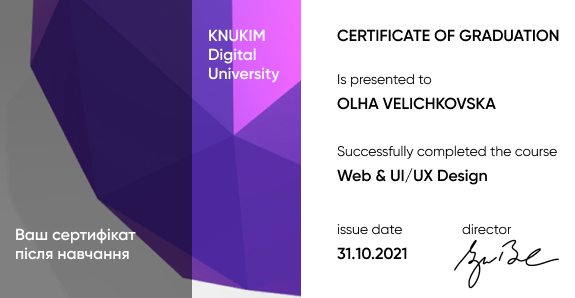 KNUKIM
Digital
University
Ваш сертифікат
після навчання
CERTIFICATE OF GRADUATION
Is presented to
OLHA VELICHKOVSKA
Successfully completed the course
Web & UI/UX Design
issue date
31.10.2021
director